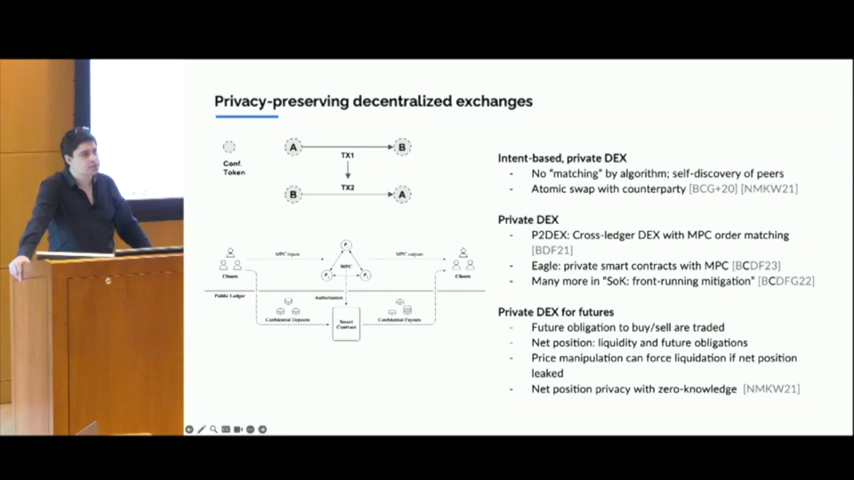 Privacy-preserving decentralized exchanges
A
B
TX1
Conf.
Token
TX2
B
A
Intent-based, private DEX
- No "matching" by algorithm; self-discovery of peers
- Atomic swap with counterparty [BCG+20] [NMKW21]
Private DEX
- P2DEX: Cross-ledger DEX with MPC order matching
[BDF21]
- Eagle: private smart contracts with MPC [BCDF23]
- Many more in "SoK: front-running mitigation" [BCDFG22]
Private DEX for futures
- Future obligation to buy/sell are traded
- Net position: liquidity and future obligations
- Price manipulation can force liquidation if net position
leaked
- Net position privacy with zero-knowledge [NMKW21]
MPC inputs
MPC
MPC outputs
Clients
Clients
Public Ledger
Authorization
Confidential Deposits
Smart
Contract
Confidential Payouts